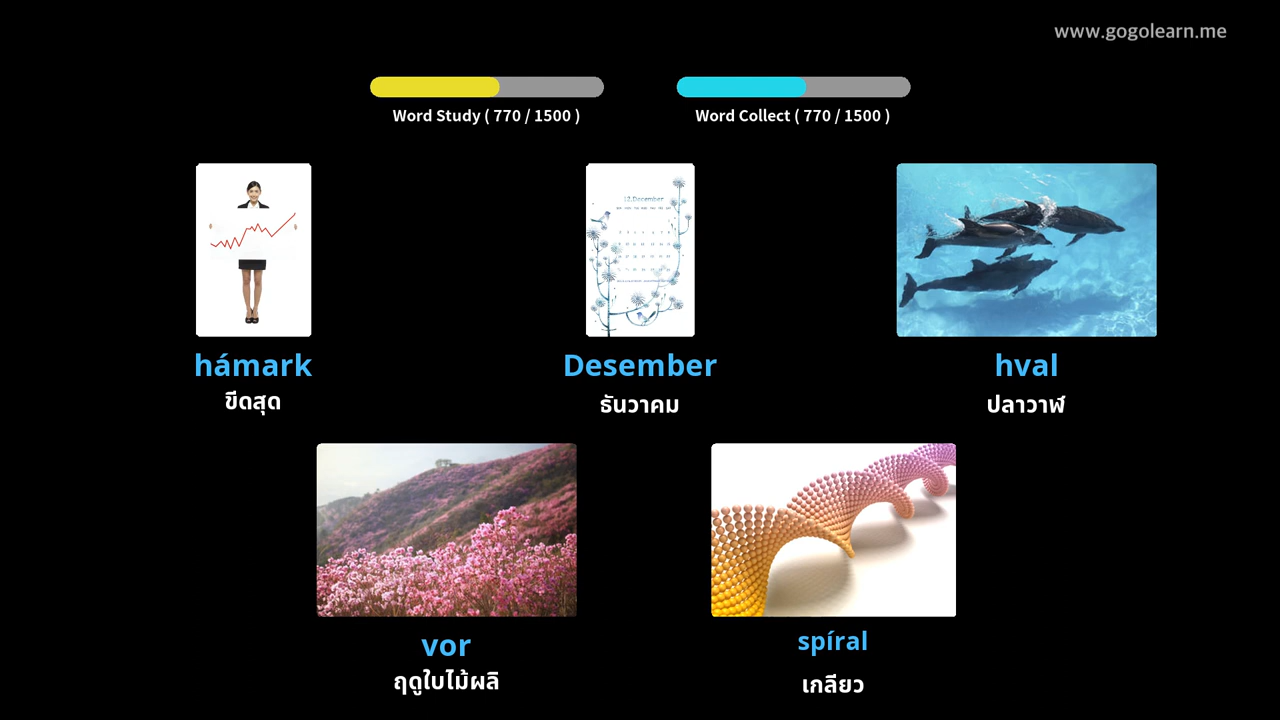 www.gogolearn.me
Word Study ( 770 / 1500 )
Word Collect ( 770 / 1500 )
12.Desember
hámark
Desember
hval
ขีดสุด
ธันวาคม
ปลาวาฬ
vor
spíral
ฤดูใบไม้ผลิ
เกลียว